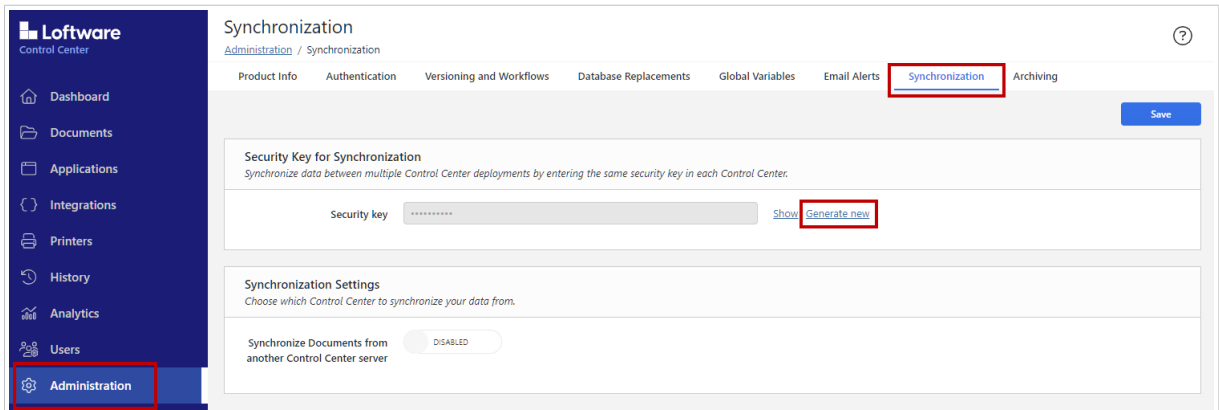 Loftware
Control Center
Dashboard
Documents
Applications
Integrations
Printers
History
Analytics
Users
Administration
Synchronization
Administration / Synchronization
Product Info Authentication Versioning and Workflows Database Replacements Global Variables Email Alerts Synchronization Archiving
Save
Security Key for Synchronization
Synchronize data between multiple Control Center deployments by entering the same security key in each Control Center.
Security key •••••••••• Show Generate new
Synchronization Settings
Choose which Control Center to synchronize your data from.
Synchronize Documents from
another Control Center server
DISABLED